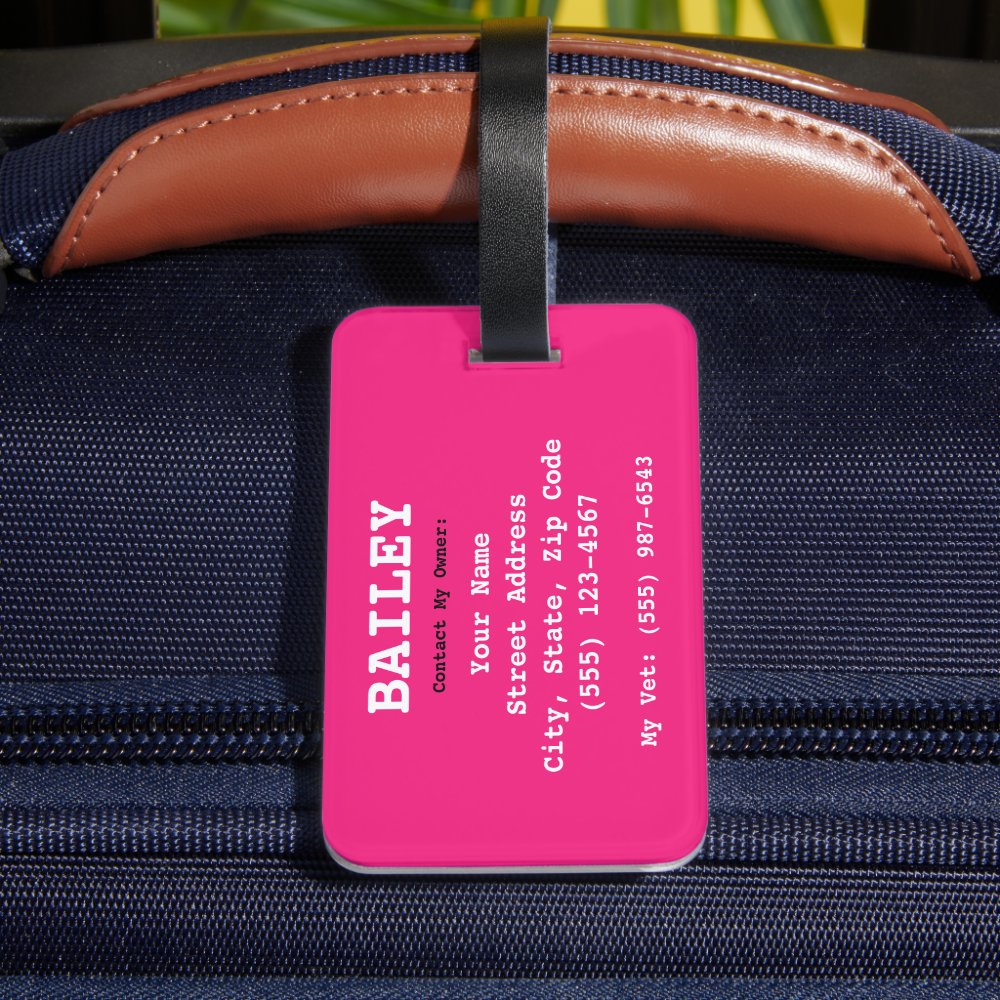 BAILEY
Contact My Owner:
Your Name
Street Address
City, State, Zip Code
(555) 123-4567
My Vet: (555) 987-6543